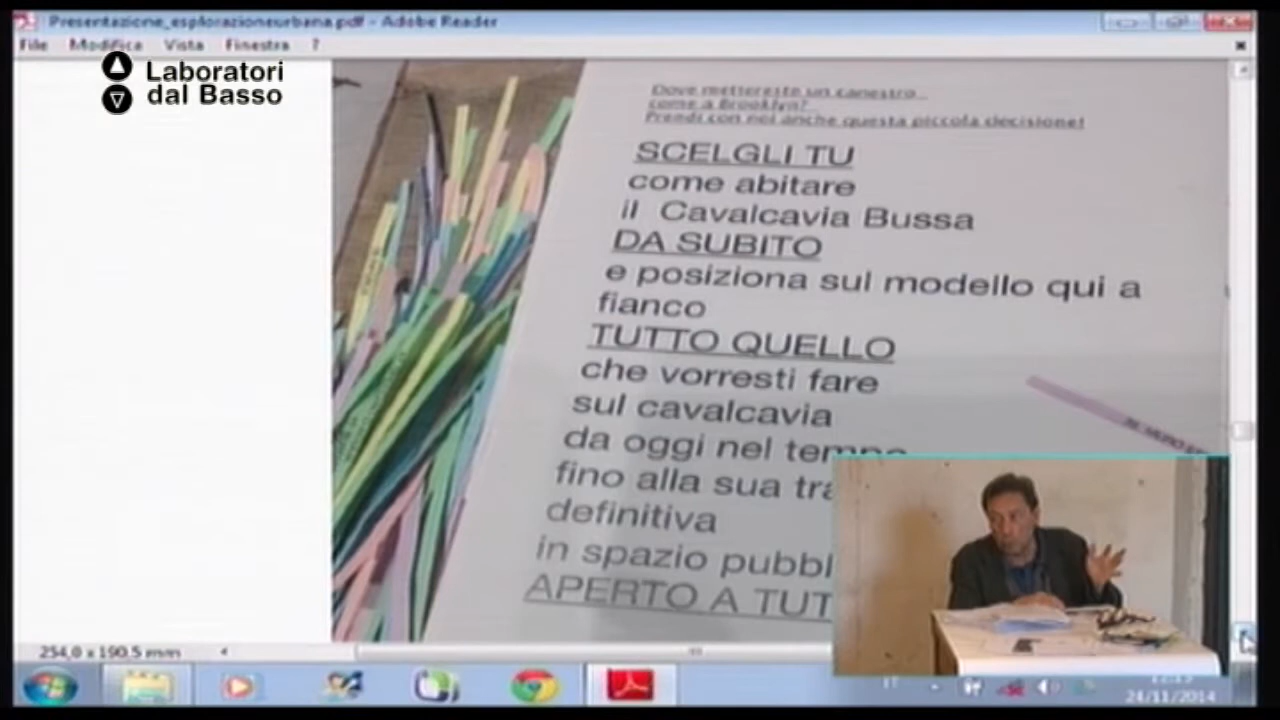 Presentazione_esplorazioneurbana.pdf - Adobe Reader
File Modifica Vista Finestra ?
Laboratori
dal Basso
Dove mettereste un canestro
come a Brooklyn?
Prendi con noi anche questa piccola decisione!
SCELGLI TU
come abitare
il Cavalcavia Bussa
DA SUBITO
e posiziona sul modello qui a
fianco
TUTTO QUELLO
che vorresti fare
sul cavalcavia
da oggi nel tempo
fino alla sua tra
definitiva
in spazio pubbl
APERTO A TUT
254,0 x 190,5 mm
IT
24/11/2014